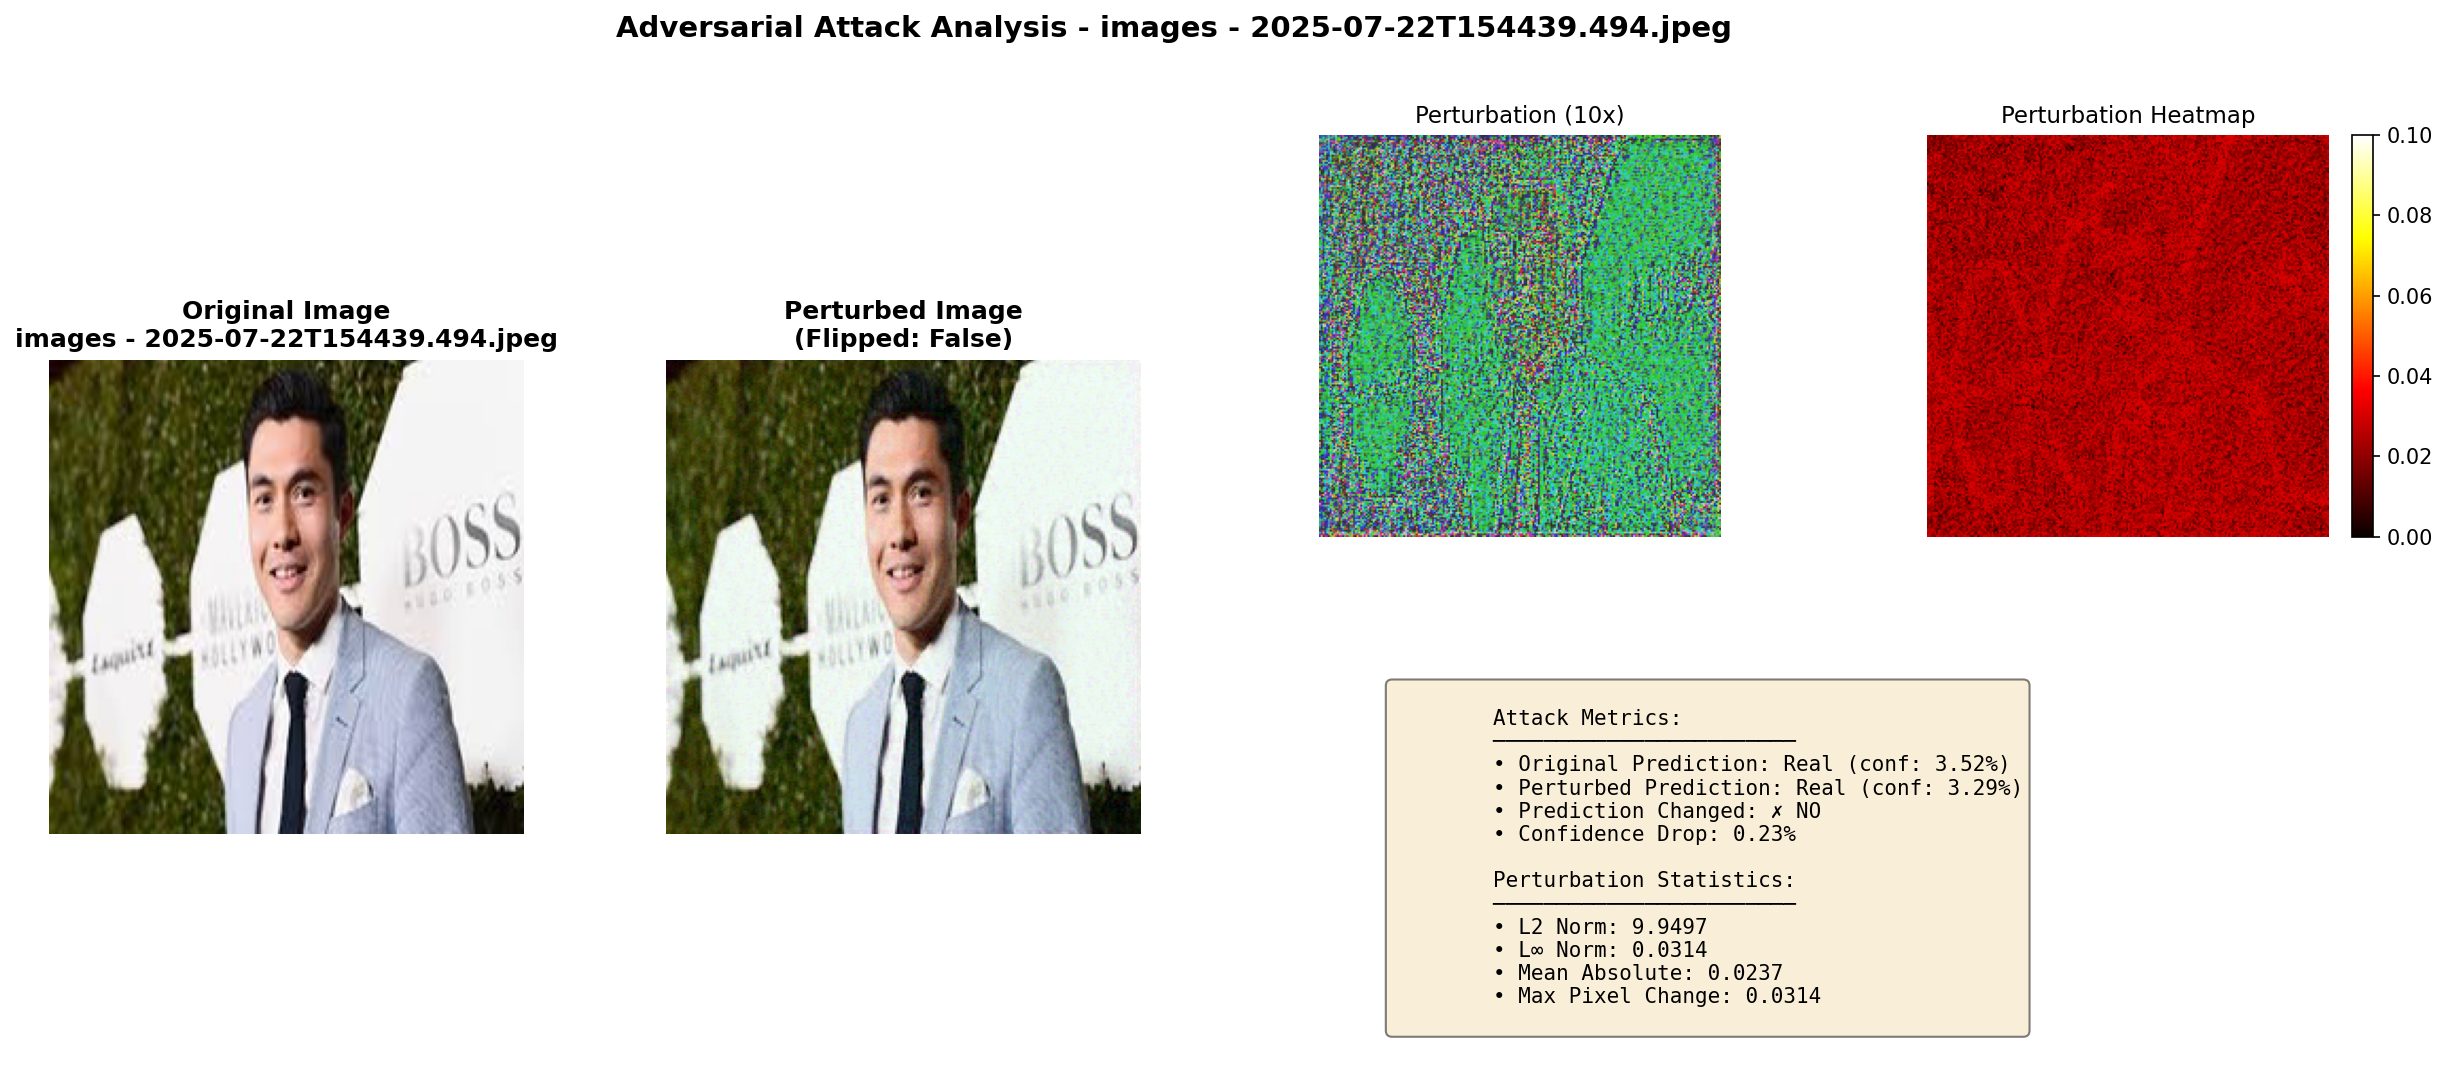 Adversarial Attack Analysis - images - 2025-07-22T154439.494.jpeg
Original Image
images - 2025-07-22T154439.494.jpeg
BOSS
HUGO BOSS
HOLLYWO
Esquire
Perturbed Image
(Flipped: False)
BOSS
HUGO BOSS
HOLLYWO
Esquire
Perturbation (10x)
Perturbation Heatmap
0.10
0.08
0.06
0.04
0.02
0.00
Attack Metrics:
• Original Prediction: Real (conf: 3.52%)
• Perturbed Prediction: Real (conf: 3.29%)
• Prediction Changed: ✗ NO
• Confidence Drop: 0.23%
Perturbation Statistics:
• L2 Norm: 9.9497
• L∞ Norm: 0.0314
• Mean Absolute: 0.0237
• Max Pixel Change: 0.0314